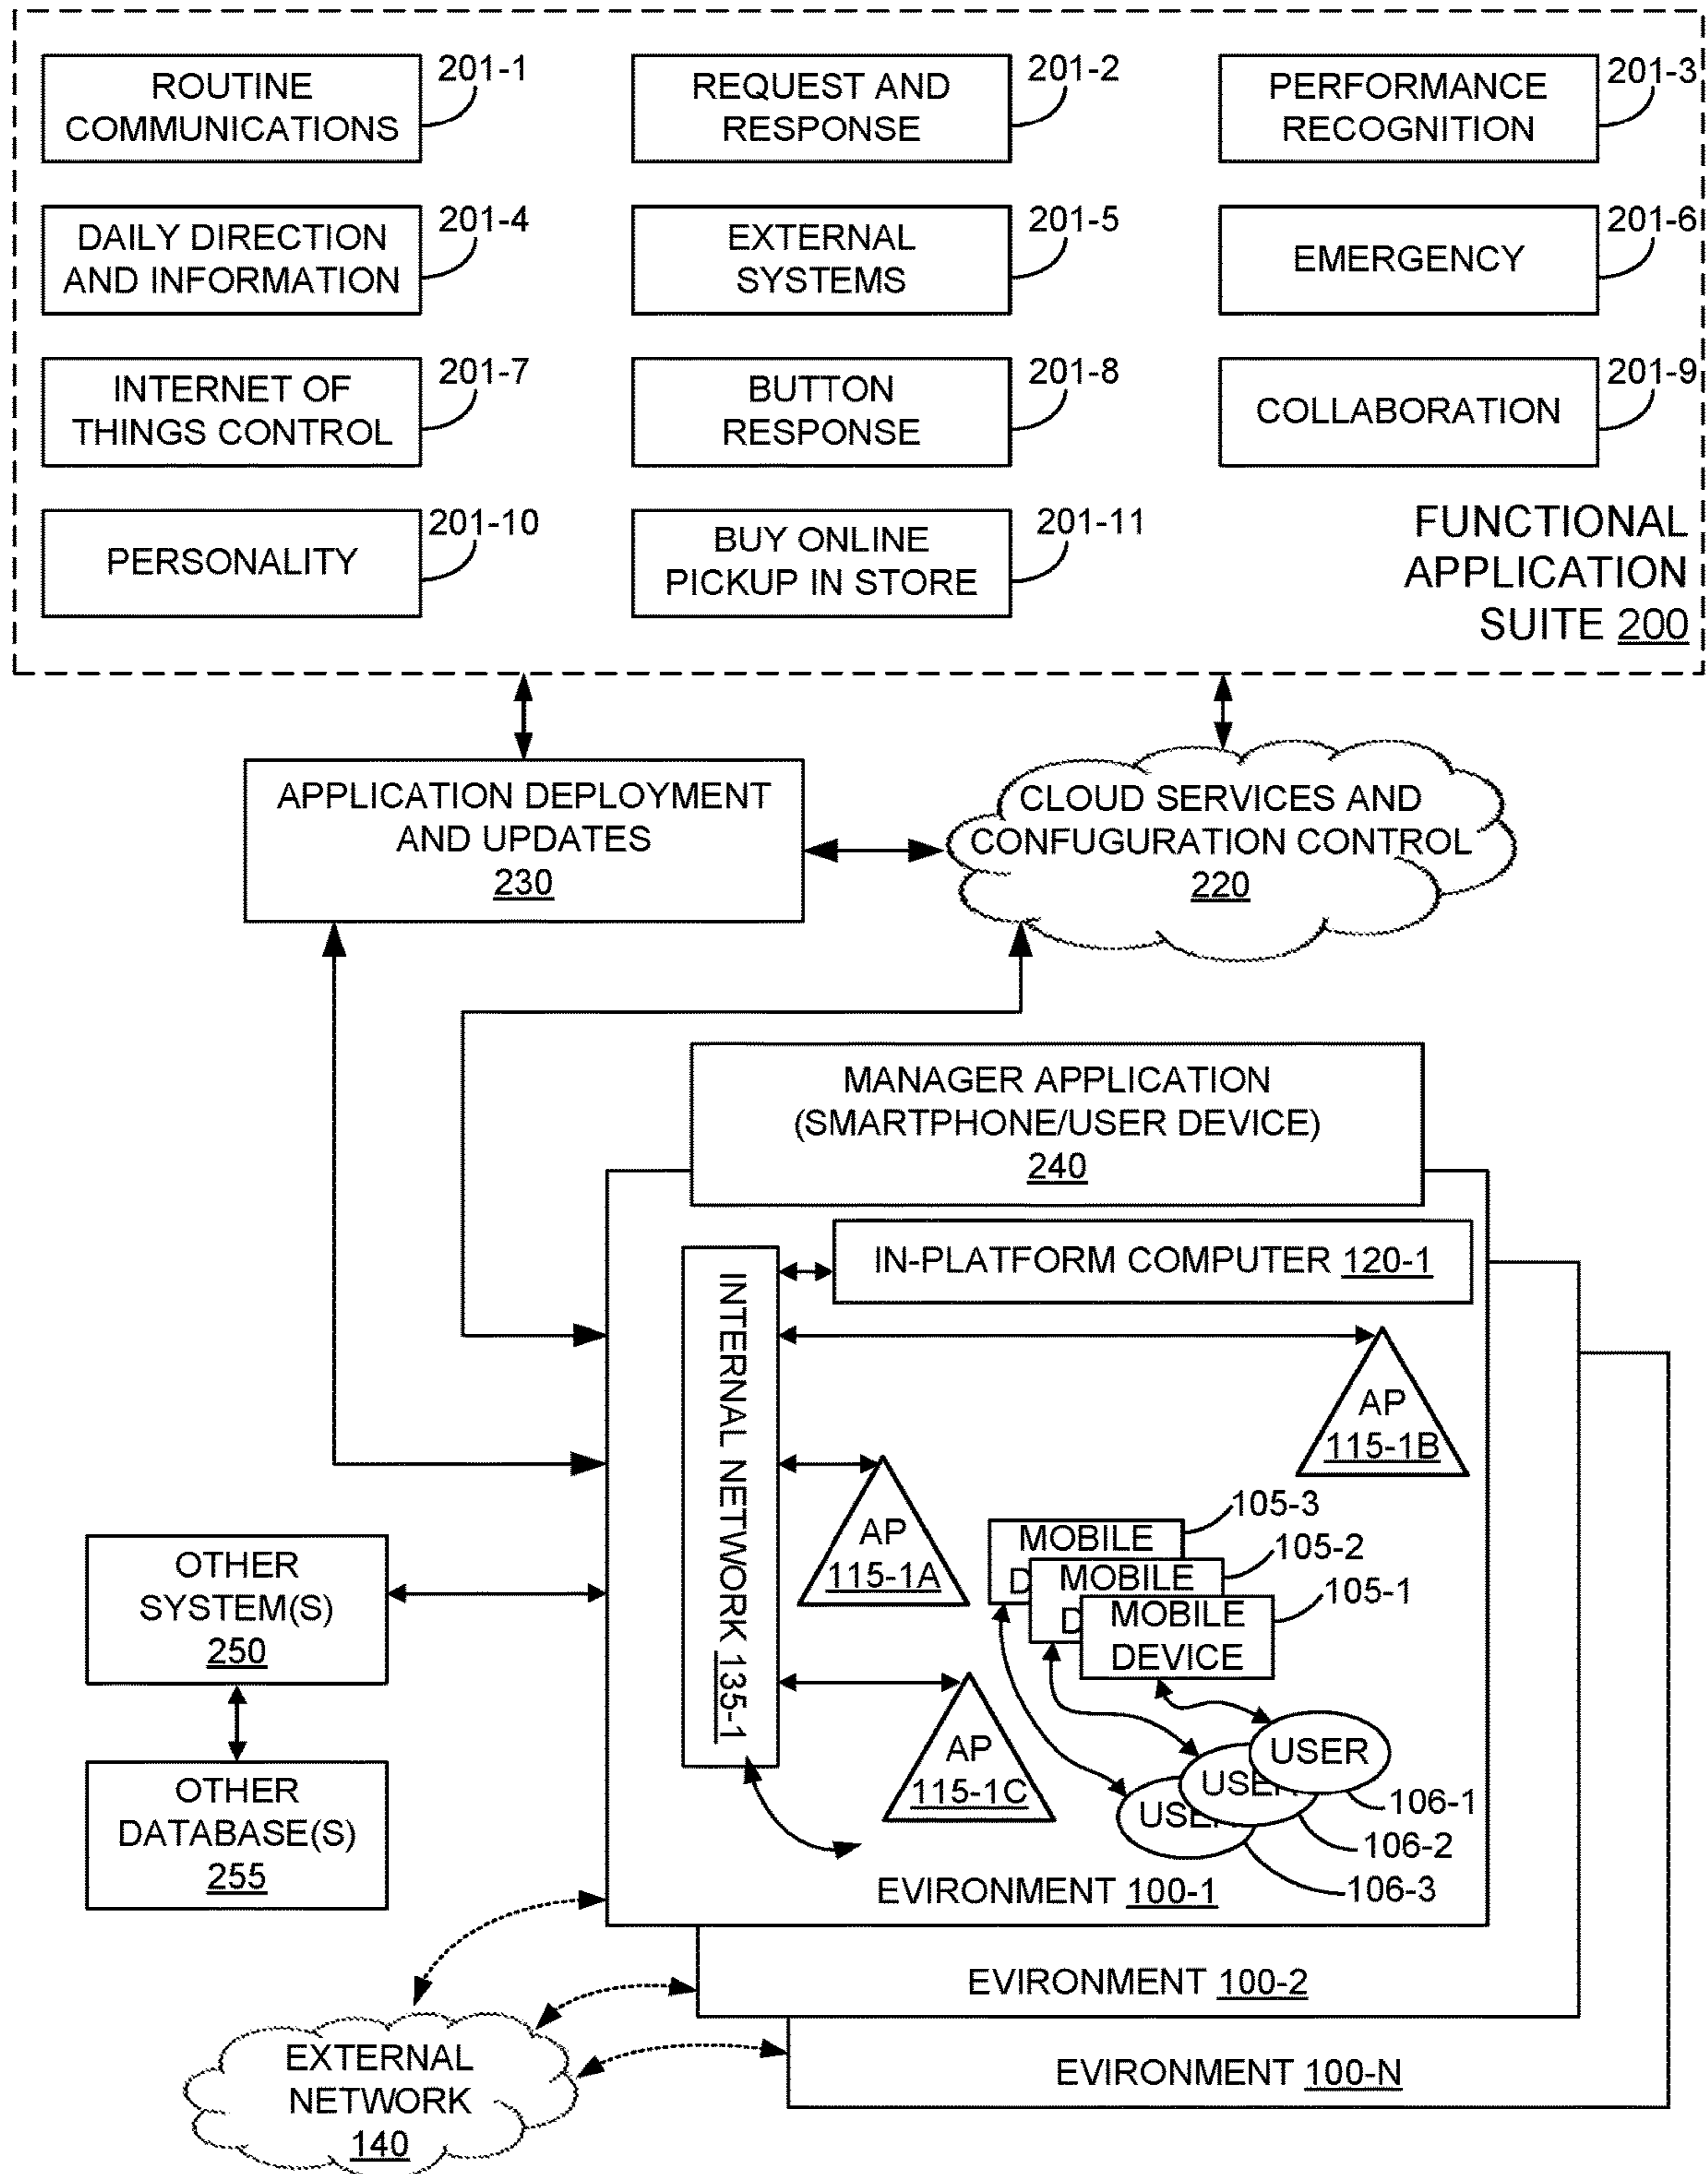 ROUTINE
COMMUNICATIONS
201-1
REQUEST AND
RESPONSE
201-2
PERFORMANCE
RECOGNITION
201-3
DAILY DIRECTION
AND INFORMATION
201-4
EXTERNAL
SYSTEMS
201-5
EMERGENCY
201-6
INTERNET OF
THINGS CONTROL
201-7
BUTTON
RESPONSE
201-8
COLLABORATION
201-9
PERSONALITY
201-10
BUY ONLINE
PICKUP IN STORE
201-11
FUNCTIONAL
APPLICATION
SUITE 200
APPLICATION DEPLOYMENT
AND UPDATES
230
CLOUD SERVICES AND
CONFUGURATION CONTROL
220
MANAGER APPLICATION
(SMARTPHONE/USER DEVICE)
240
IN-PLATFORM COMPUTER 120-1
INTERNAL NETWORK 135-1
AP
115-1B
AP
115-1A
AP
115-1C
MOBILE
D
105-3
MOBILE
D
105-2
MOBILE
DEVICE
105-1
USER
106-1
USER
106-2
USER
106-3
EVIRONMENT 100-1
EVIRONMENT 100-2
EVIRONMENT 100-N
OTHER
SYSTEM(S)
250
OTHER
DATABASE(S)
255
EXTERNAL
NETWORK
140